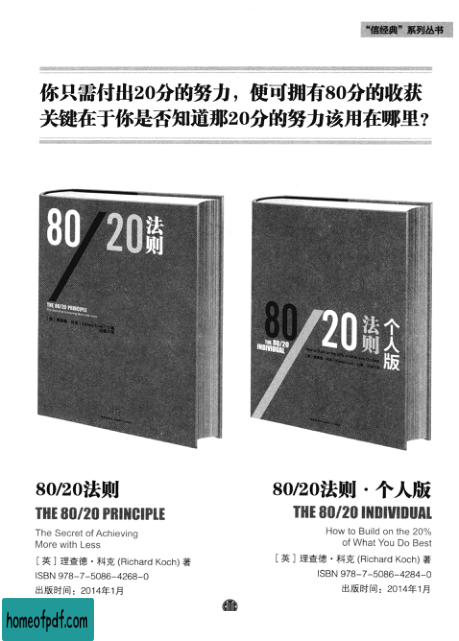 “信经典”系列丛书
你只需付出20分的努力，便可拥有80分的收获
关键在于你是否知道那20分的努力该用在哪里？
80/20法则
THE 80/20 PRINCIPLE
80/20法则 个人版
THE 80/20
INDIVIDUAL
80/20法则
THE 80/20 PRINCIPLE
The Secret of Achieving
More with Less
［英］理查德·科克 (Richard Koch) 著
ISBN 978-7-5086-4268-0
出版时间：2014年1月
80/20法则·个人版
THE 80/20 INDIVIDUAL
How to Build on the 20%
of What You Do Best
［英］理查德·科克 (Richard Koch) 著
ISBN 978-7-5086-4284-0
出版时间：2014年1月
homeofpdf.com